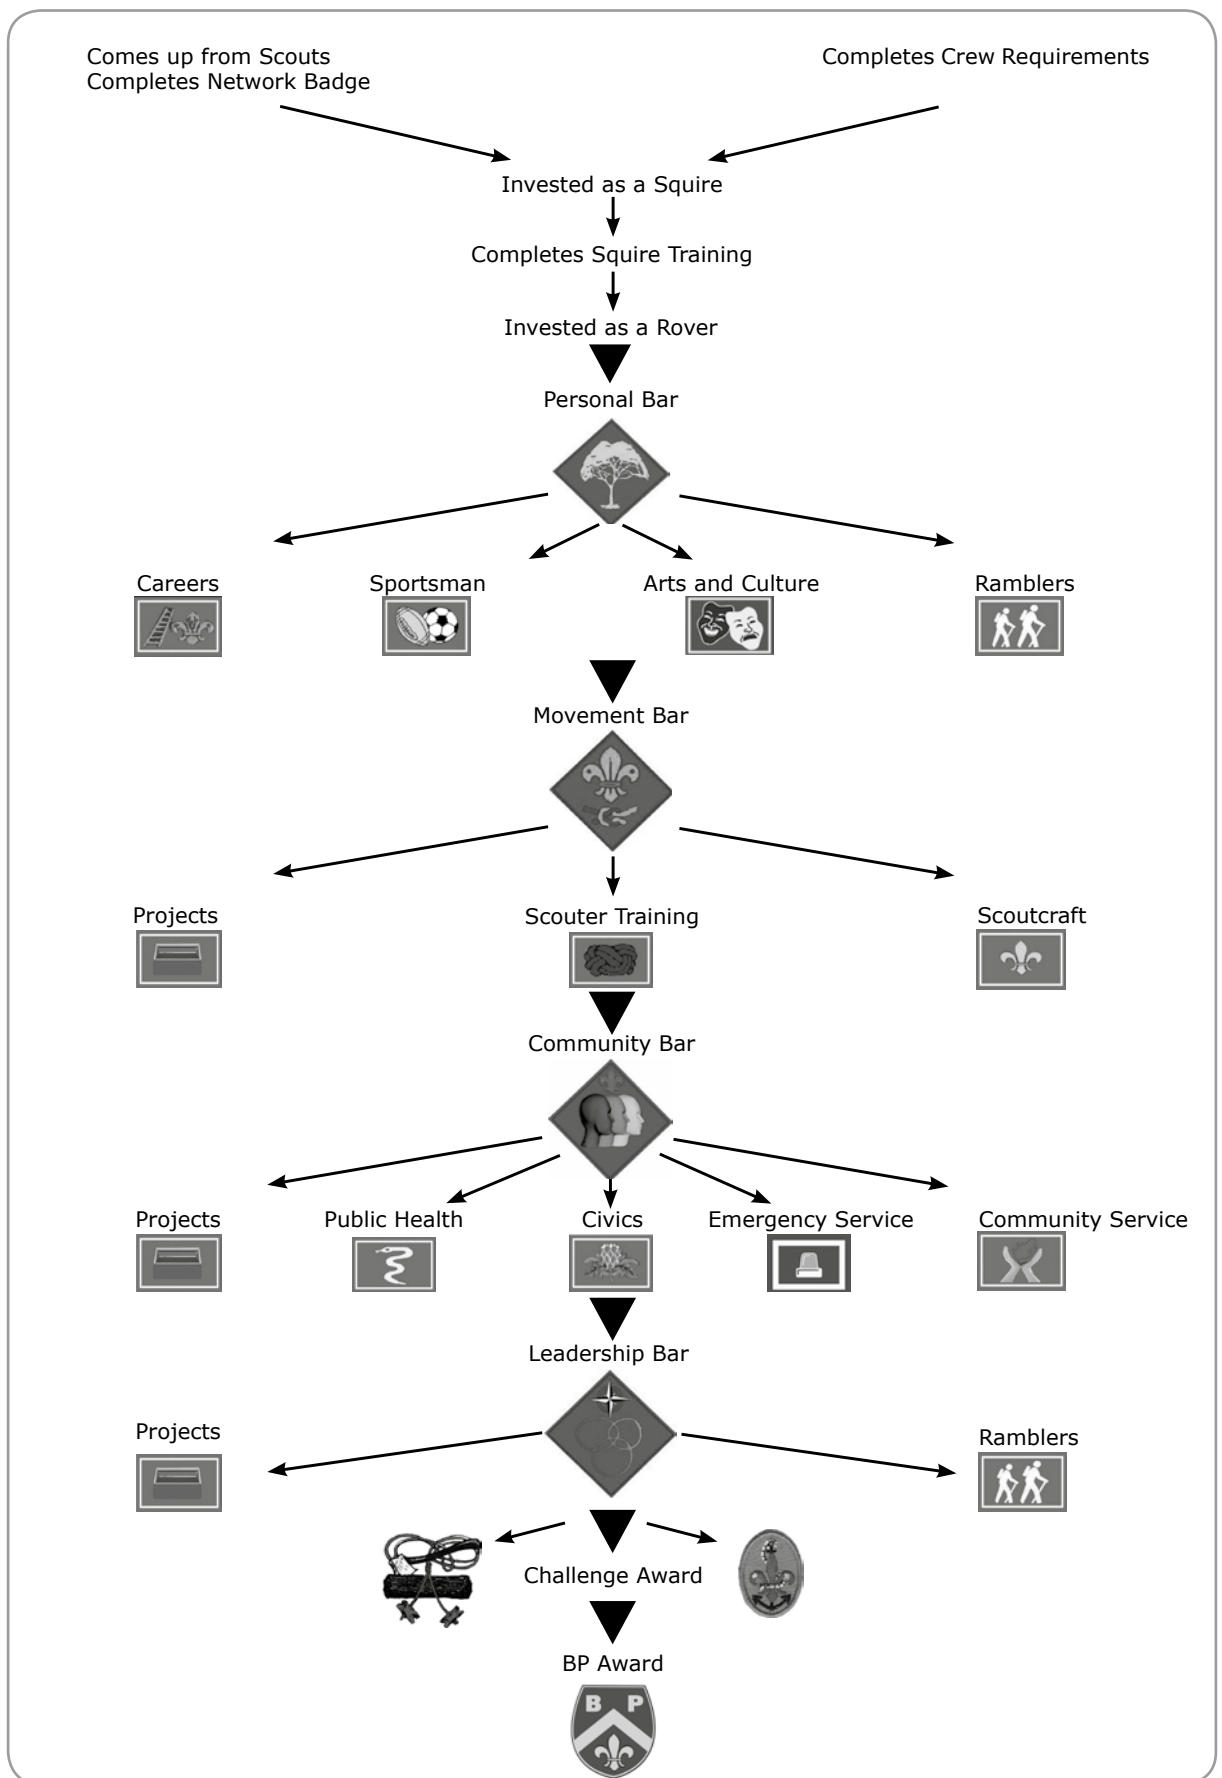 Comes up from Scouts
Completes Network Badge
Completes Crew Requirements
Invested as a Squire
Completes Squire Training
Invested as a Rover
Personal Bar
Careers
Sportsman
Arts and Culture
Ramblers
Movement Bar
Projects
Scouter Training
Scoutcraft
Community Bar
Projects
Public Health
Civics
Emergency Service
Community Service
Leadership Bar
Projects
Ramblers
Challenge Award
BP Award
B P